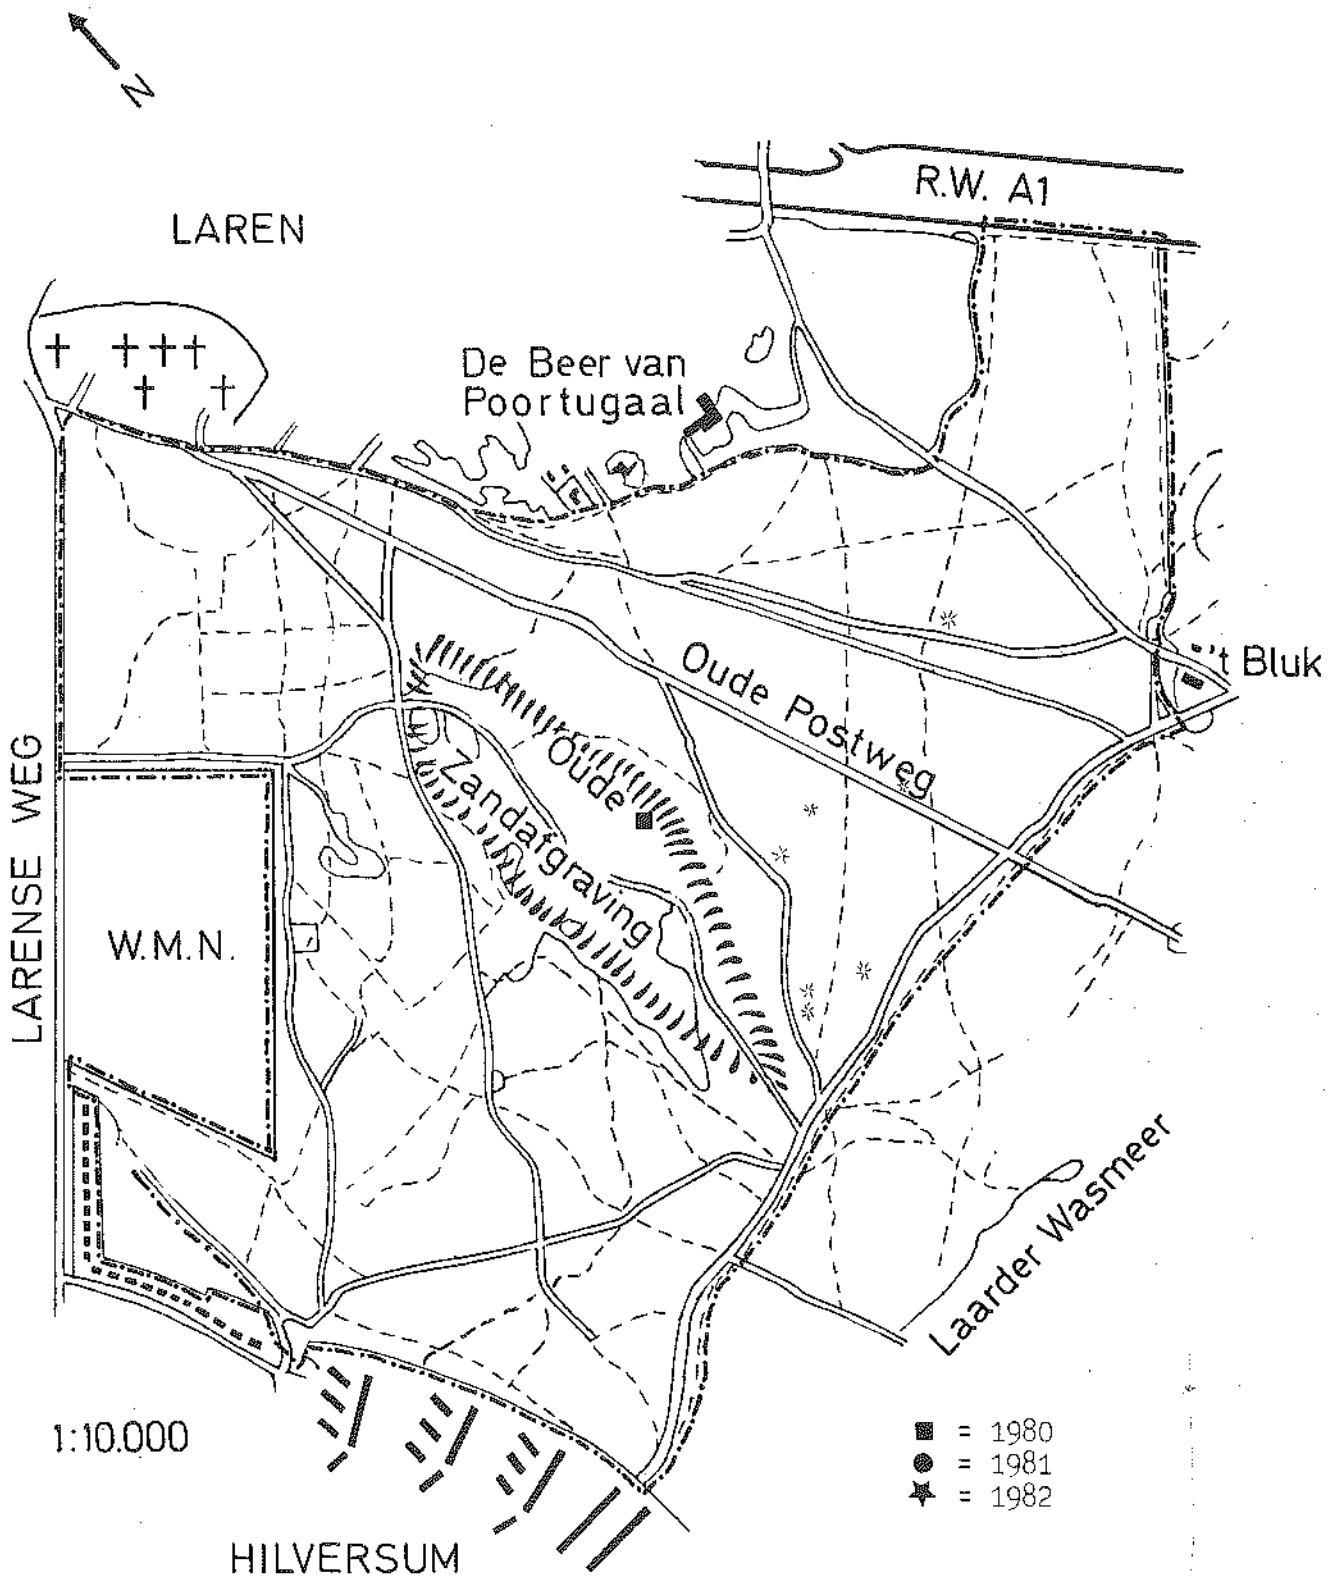 N
LAREN
R.W. A1
De Beer van
Poortugaal
't Bluk
Oude Postweg
Oude
Zandafgraving
LARENSE WEG
W.M.N.
Laarder Wasmeer
1:10.000
= 1980
= 1981
= 1982
HILVERSUM